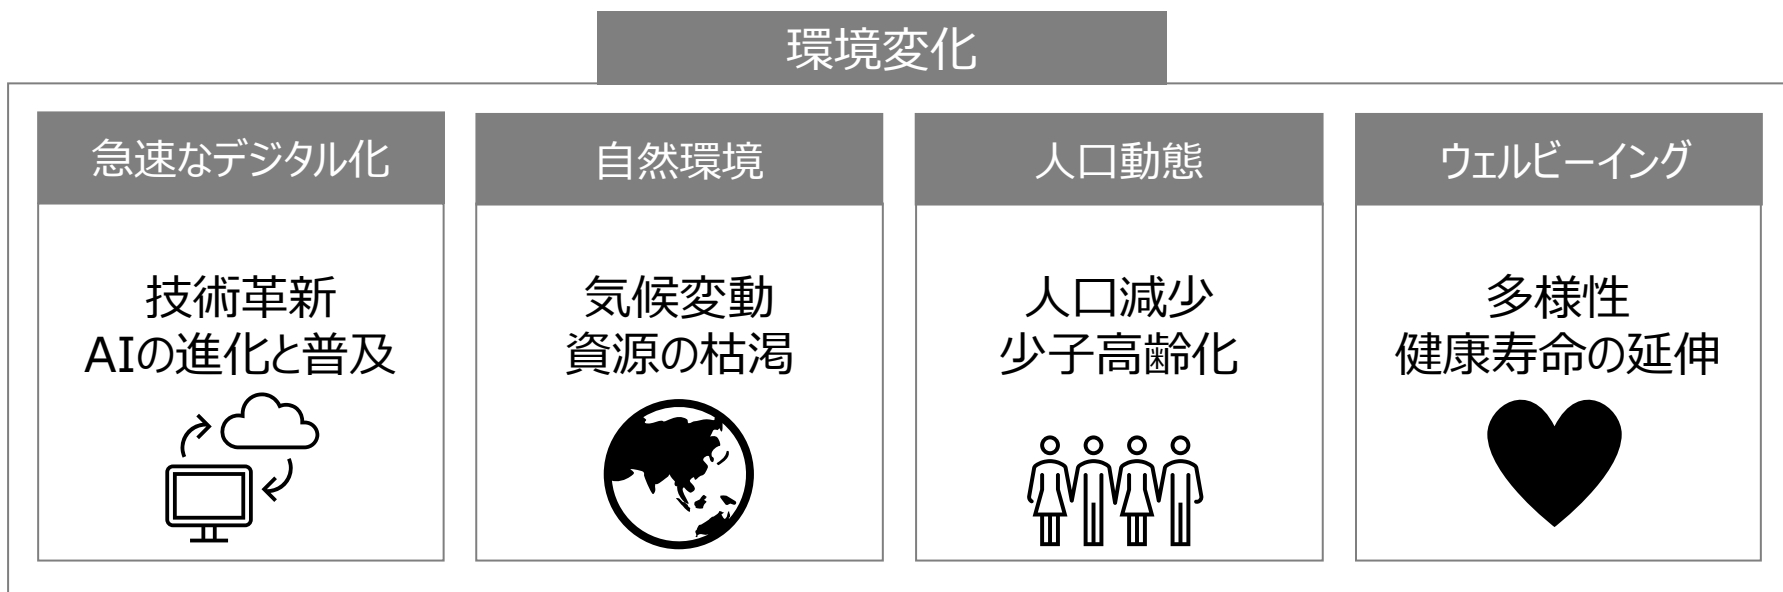 環境変化
急速なデジタル化
技術革新
AIの進化と普及
自然環境
気候変動
資源の枯渇
人口動態
人口減少
少子高齢化
ウェルビーイング
多様性
健康寿命の延伸